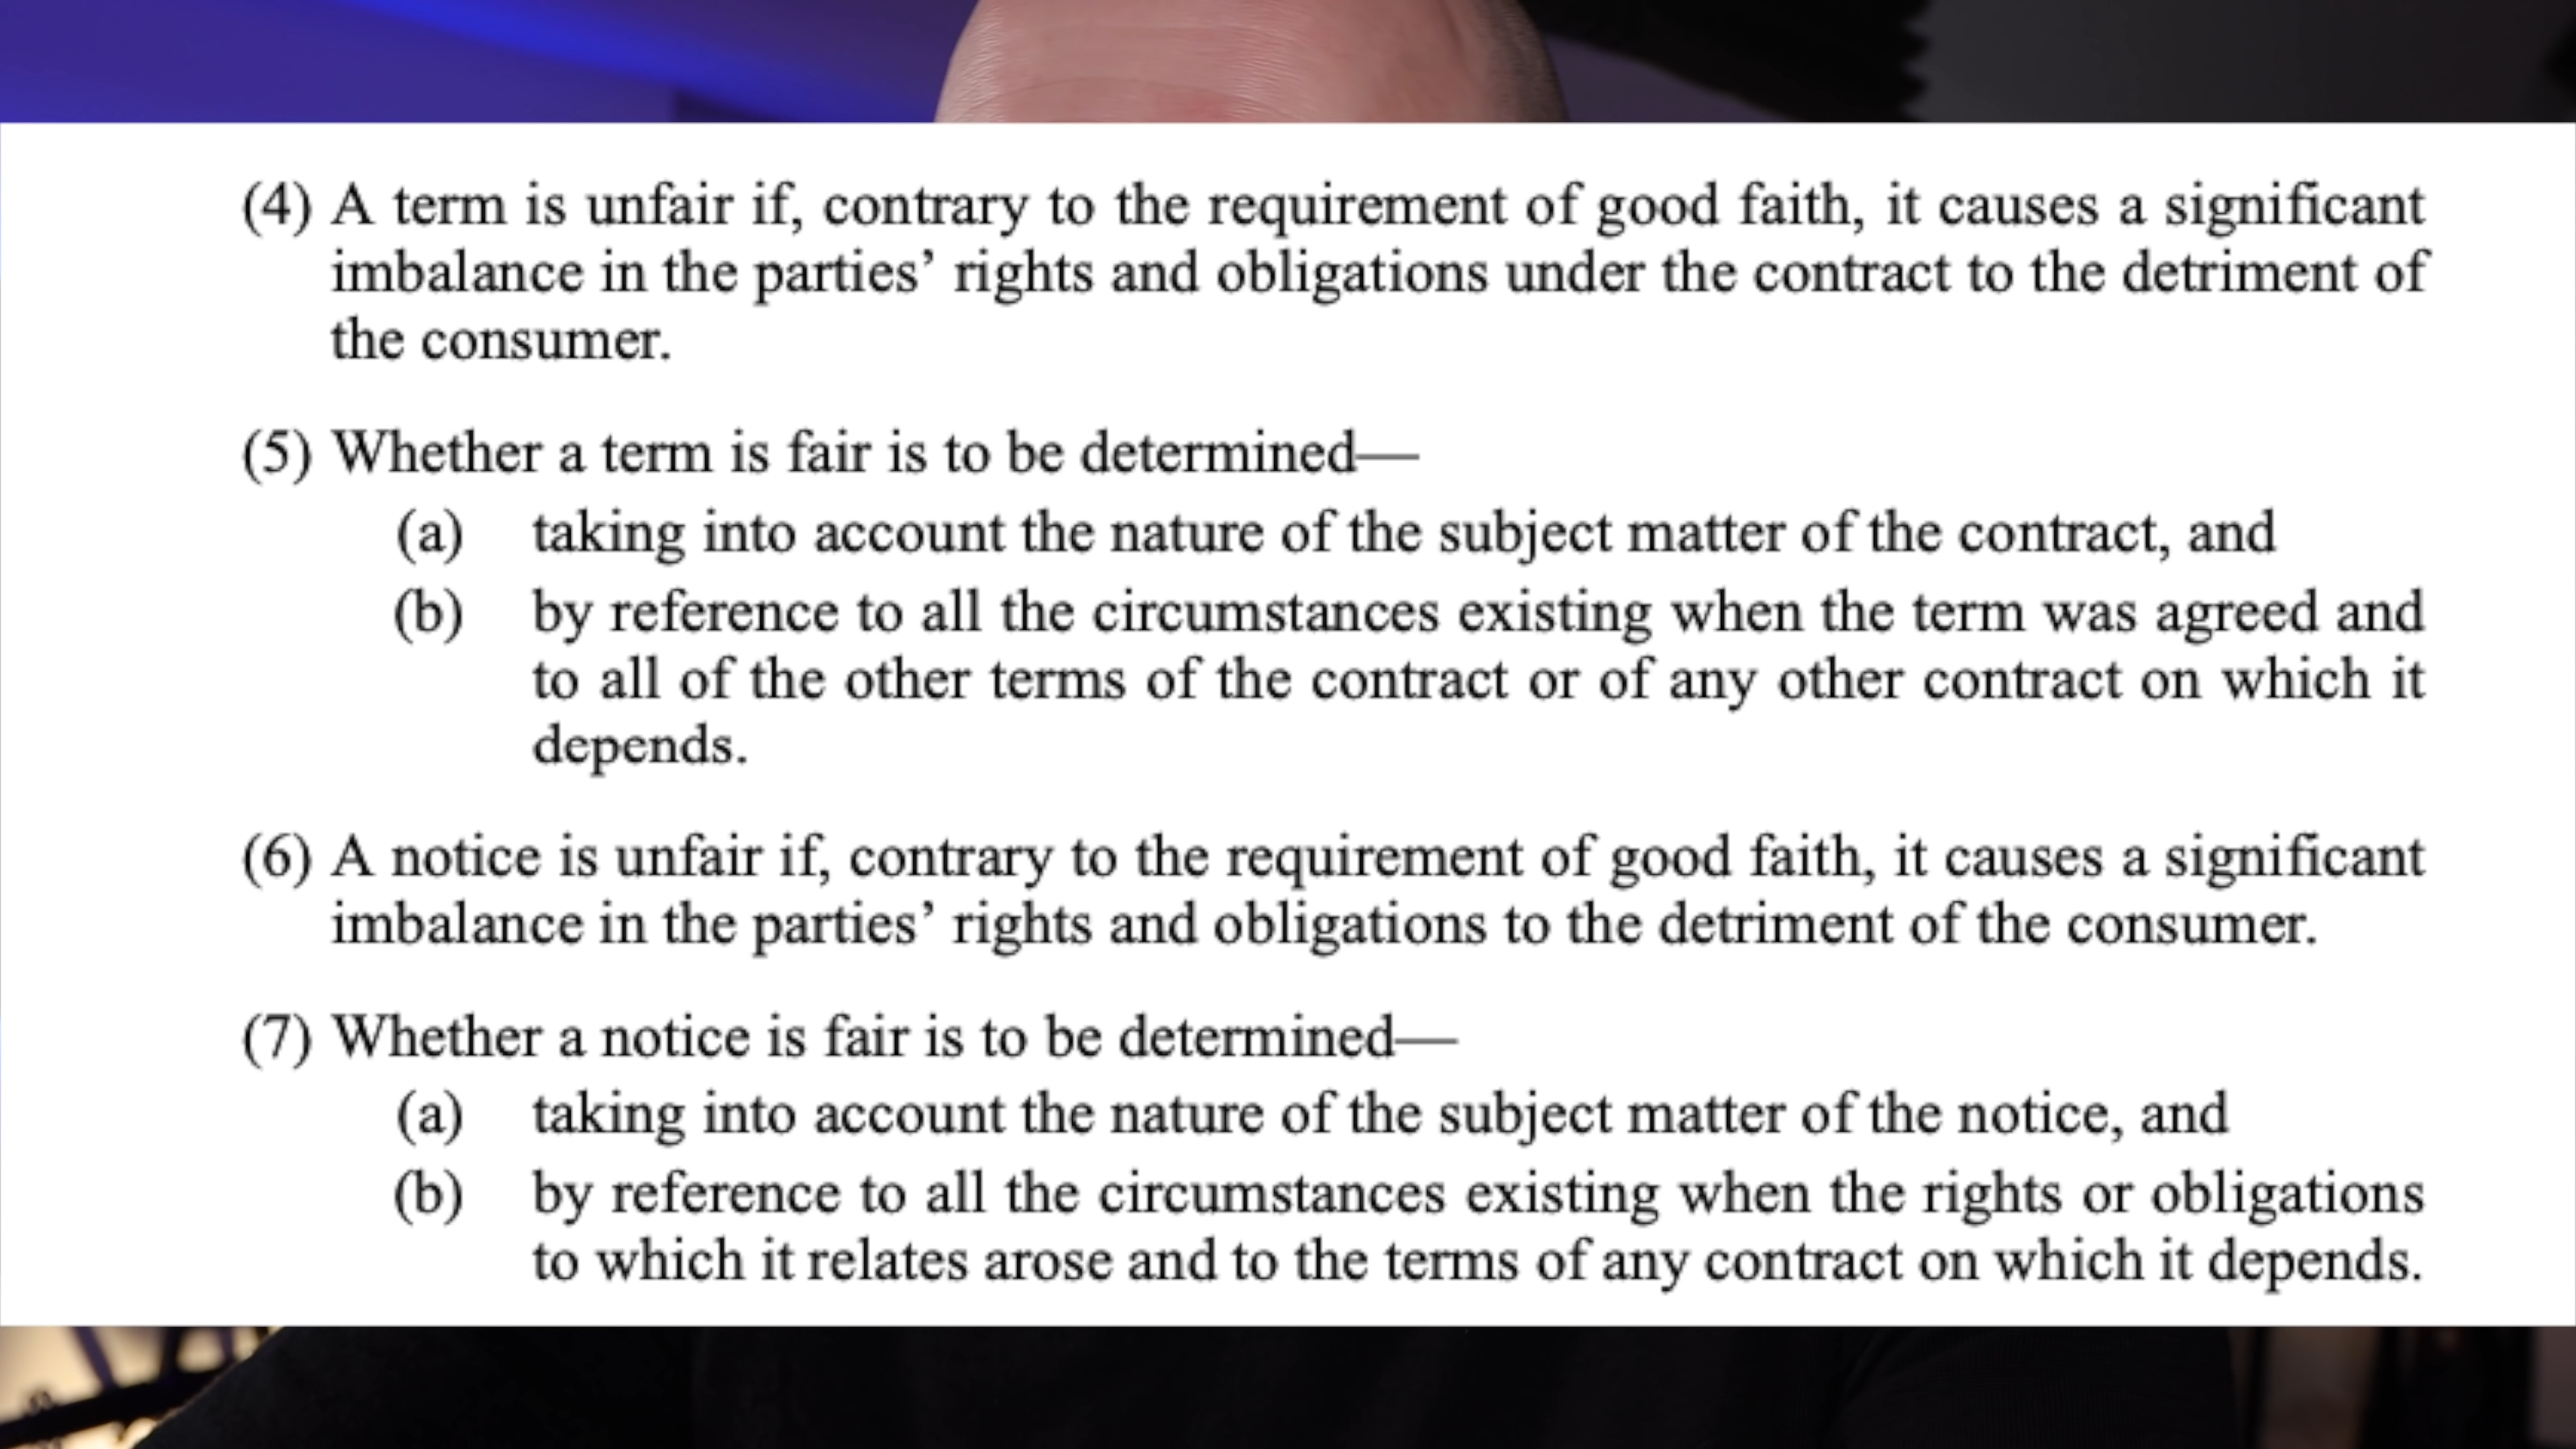 (4) A term is unfair if, contrary to the requirement of good faith, it causes a significant
imbalance in the parties’ rights and obligations under the contract to the detriment of
the consumer.
(5) Whether a term is fair is to be determined—
(a) taking into account the nature of the subject matter of the contract, and
(b) by reference to all the circumstances existing when the term was agreed and
to all of the other terms of the contract or of any other contract on which it
depends.
(6) A notice is unfair if, contrary to the requirement of good faith, it causes a significant
imbalance in the parties’ rights and obligations to the detriment of the consumer.
(7) Whether a notice is fair is to be determined—
(a) taking into account the nature of the subject matter of the notice, and
(b) by reference to all the circumstances existing when the rights or obligations
to which it relates arose and to the terms of any contract on which it depends.